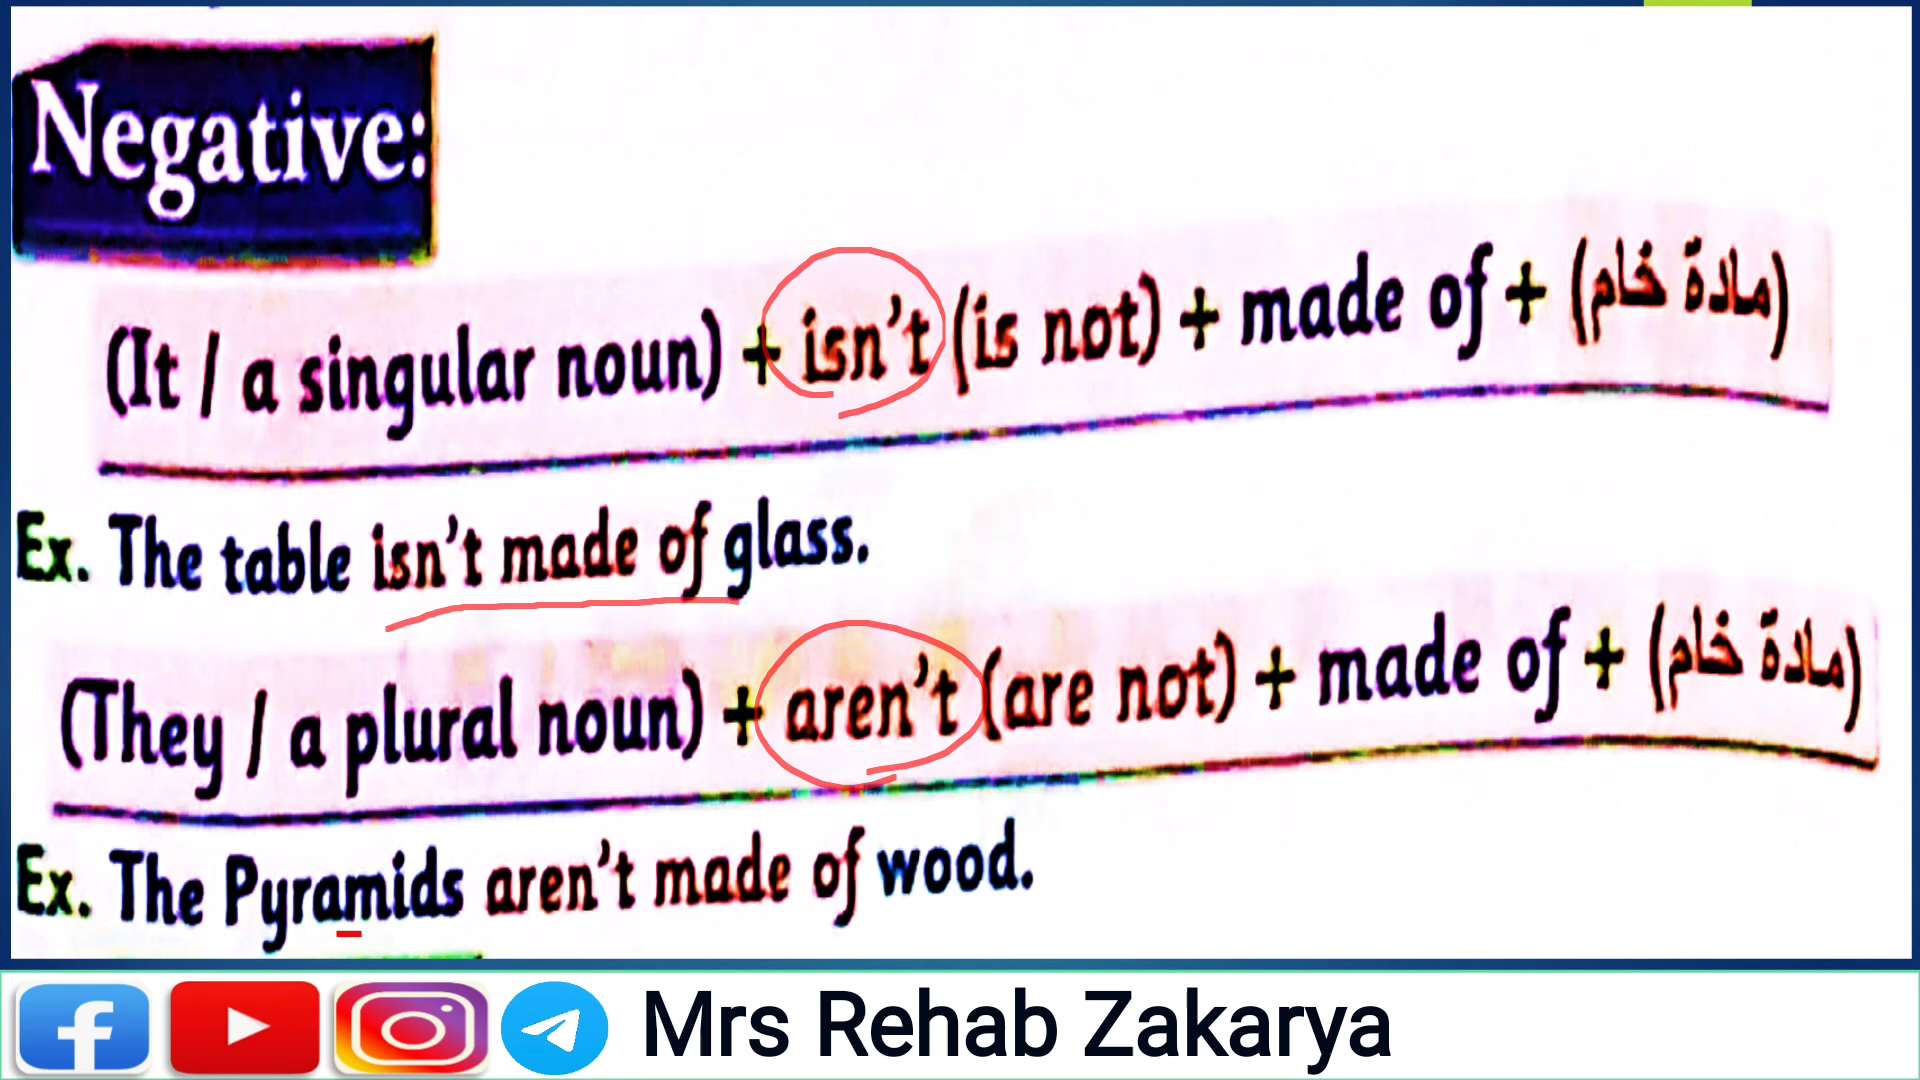 Negative:
(It / a singular noun) + isn't (is not) + made of + (مادة خام)
Ex. The table isn't made of glass.
(They / a plural noun) + aren't (are not) + made of + (مادة خام)
Ex. The Pyramids aren't made of wood.
Mrs Rehab Zakarya